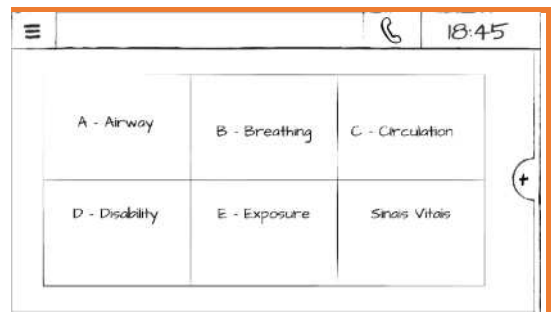 18:45
A - Airway
B - Breathing
C - Circulation
D - Disability
E - Exposure
Sinais Vitais